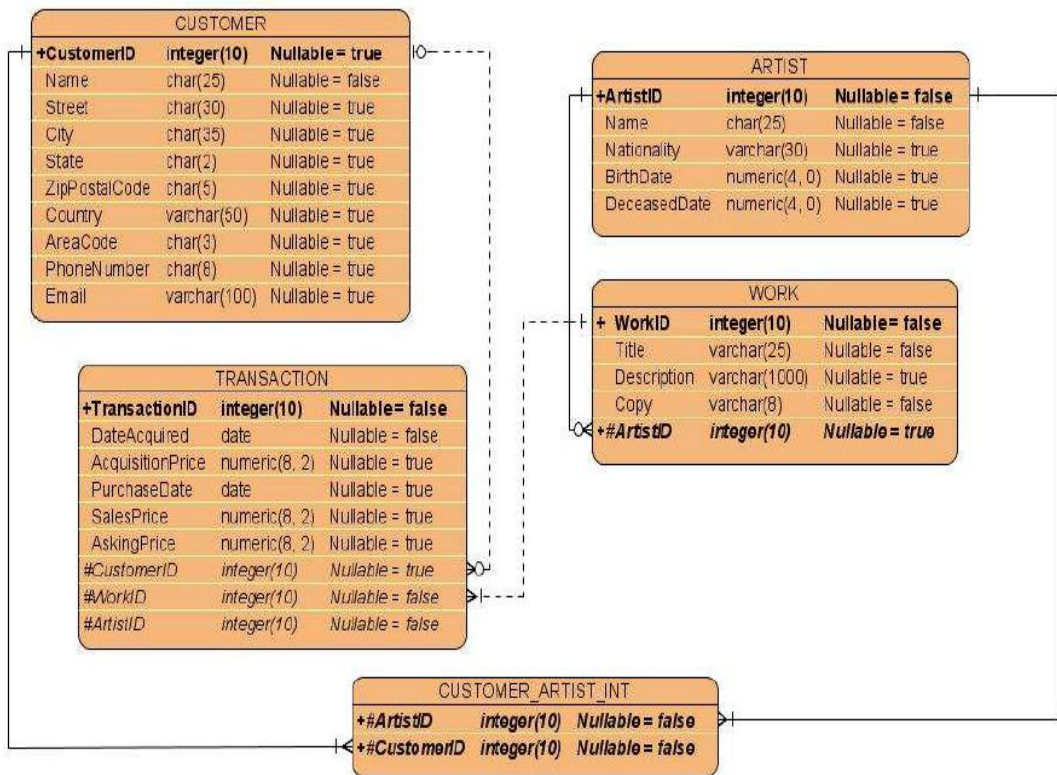 CUSTOMER
+CustomerID integer(10) Nullable = true
Name char(25) Nullable = false
Street char(30) Nullable = true
City char(35) Nullable = true
State char(2) Nullable = true
ZipPostalCode char(5) Nullable = true
Country varchar(50) Nullable = true
AreaCode char(3) Nullable = true
PhoneNumber char(8) Nullable = true
Email varchar(100) Nullable = true
ARTIST
+ArtistID integer(10) Nullable = false
Name char(25) Nullable = false
Nationality varchar(30) Nullable = true
BirthDate numeric(4, 0) Nullable = true
DeceasedDate numeric(4, 0) Nullable = true
WORK
+ WorkID integer(10) Nullable = false
Title varchar(25) Nullable = false
Description varchar(1000) Nullable = true
Copy varchar(8) Nullable = false
+#ArtistID integer(10) Nullable = true
TRANSACTION
+TransactionID integer(10) Nullable = false
DateAcquired date Nullable = false
AcquisitionPrice numeric(8, 2) Nullable = true
PurchaseDate date Nullable = true
SalesPrice numeric(8, 2) Nullable = true
AskingPrice numeric(8, 2) Nullable = true
#CustomerID integer(10) Nullable = true
#WorkID integer(10) Nullable = false
#ArtistID integer(10) Nullable = false
CUSTOMER_ARTIST_INT
+#ArtistID integer(10) Nullable = false
+#CustomerID integer(10) Nullable = false